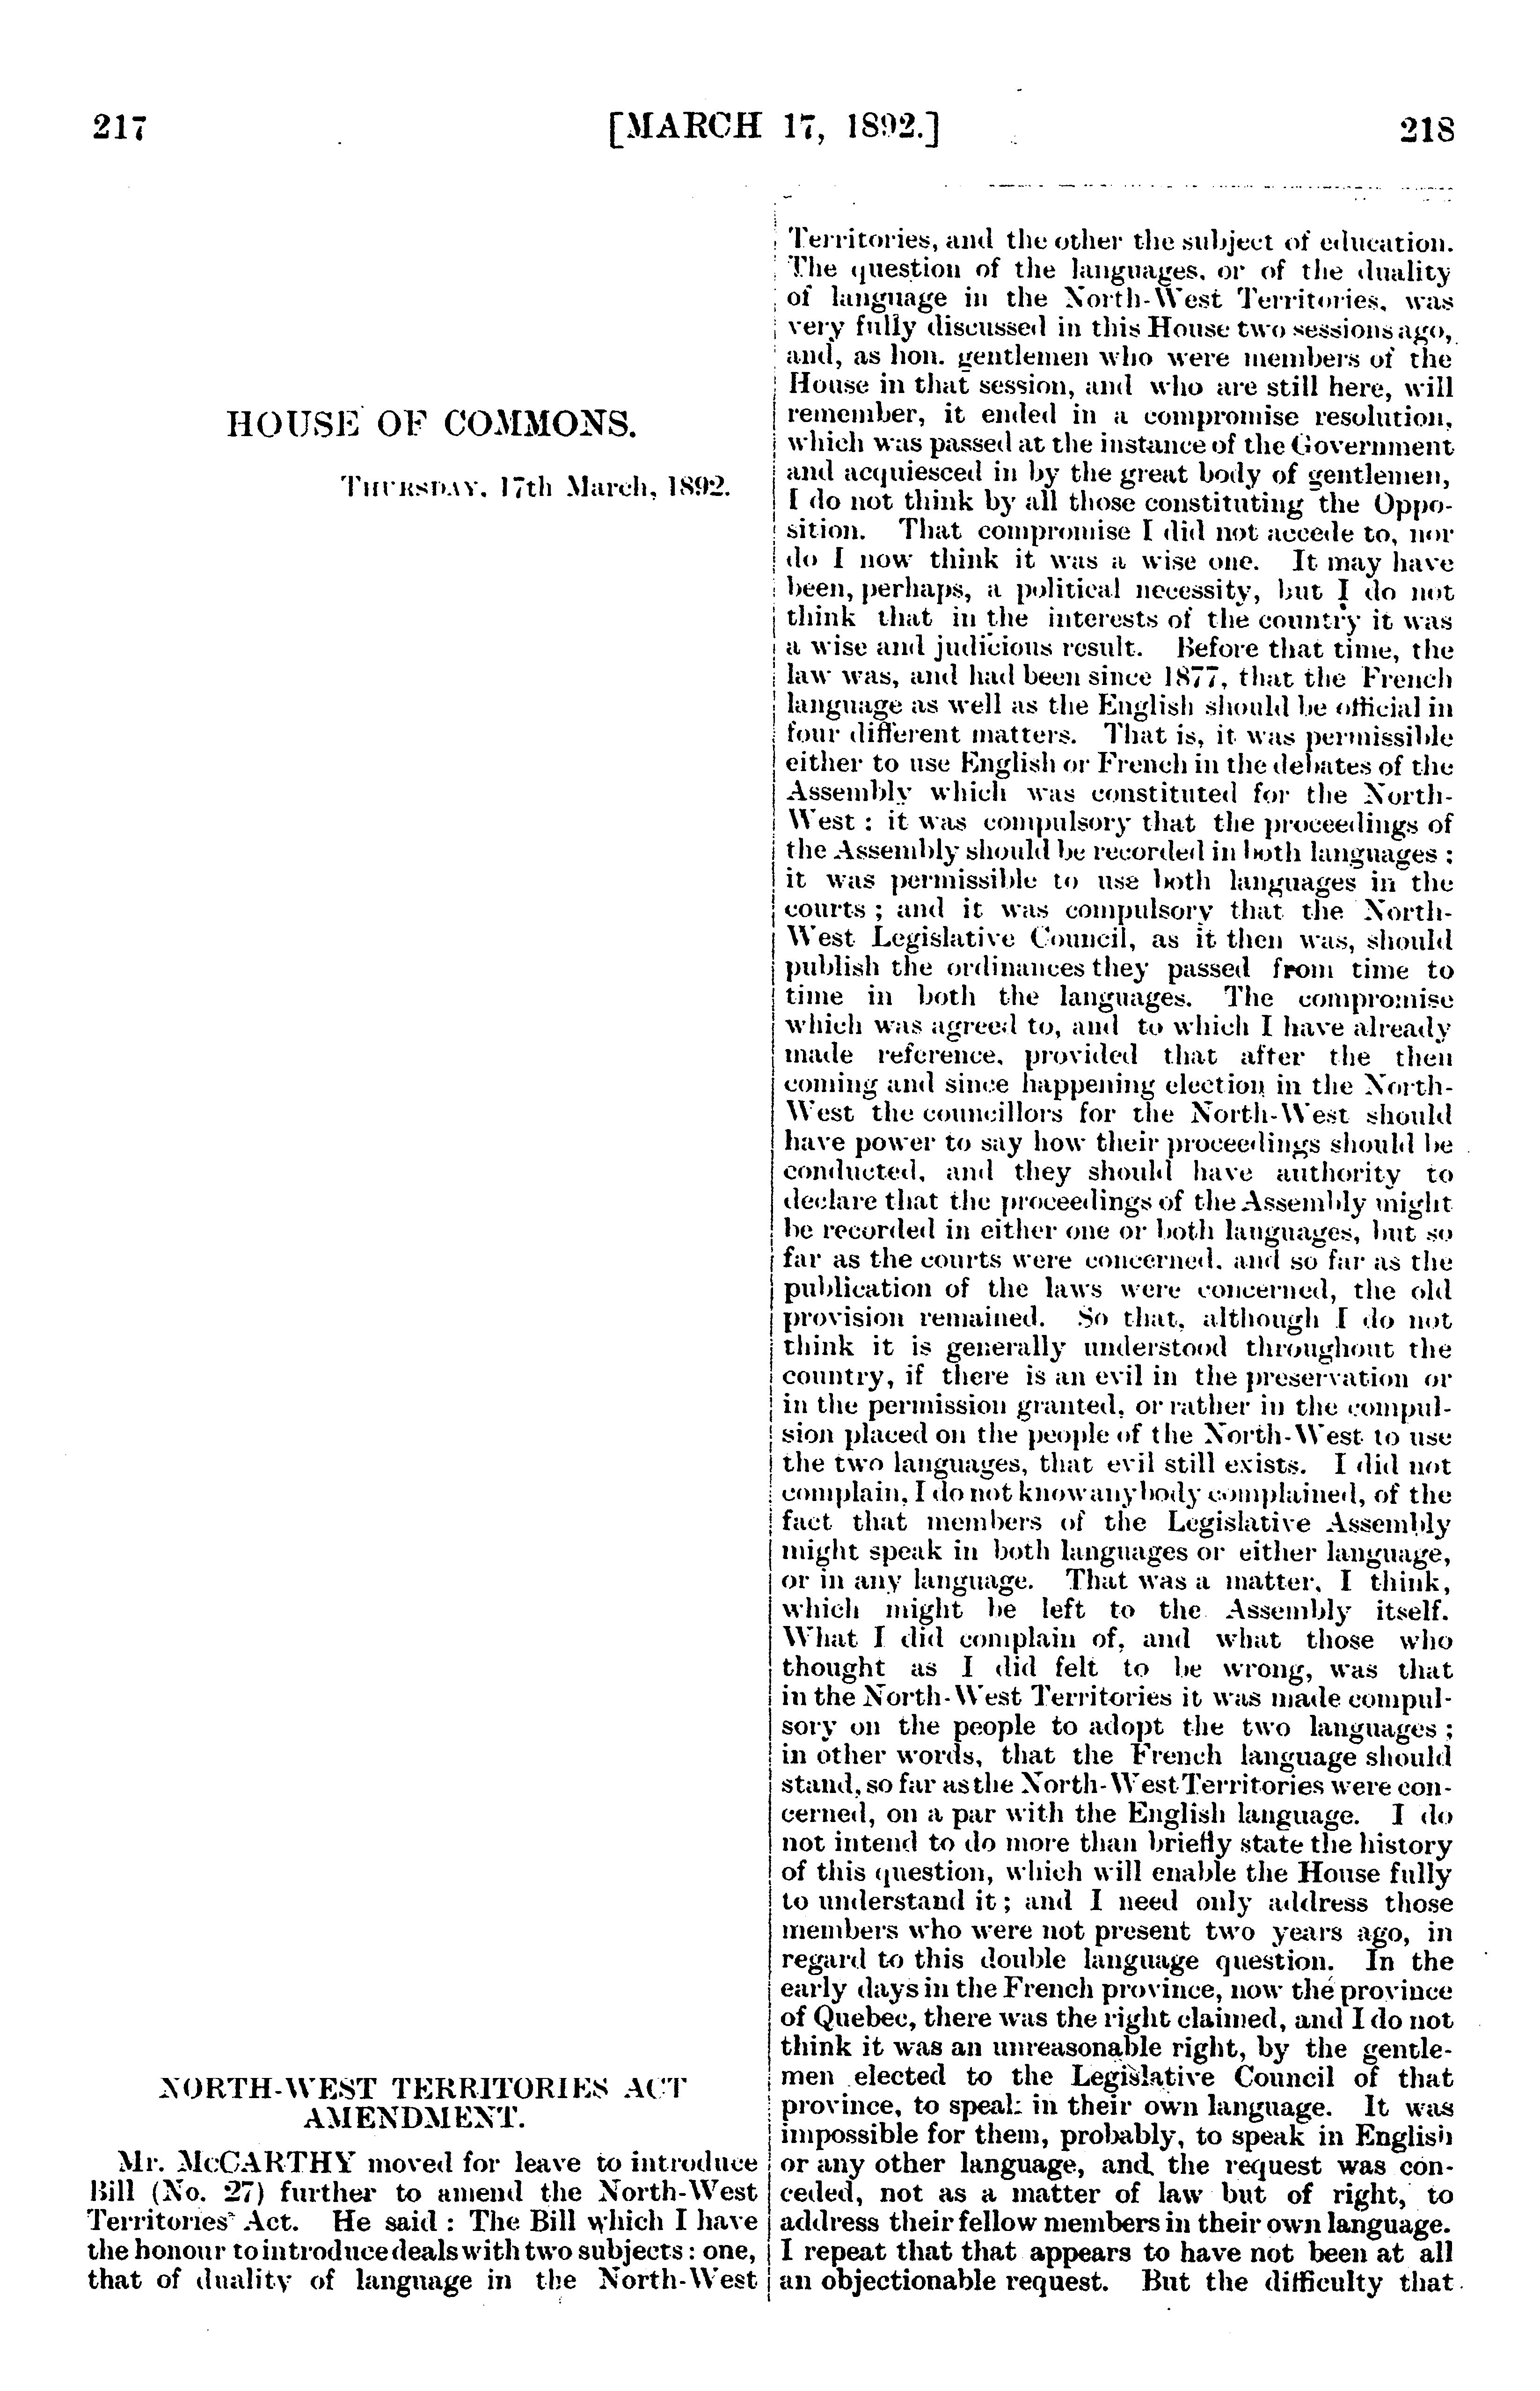 217
[MARCH 17, 1892.]
218
HOUSE OF COMMONS.
THURSDAY, 17th March, 1892.
NORTH-WEST TERRITORIES ACT
AMENDMENT.
Mr. McCARTHY moved for leave to introduce
Bill (No. 27) further to amend the North-West
Territories' Act. He said : The Bill which I have
the honour to introduce deals with two subjects : one,
that of duality of language in the North-West
Territories, and the other the subject of education.
The question of the languages, or of the duality
of language in the North-West Territories, was
very fully discussed in this House two sessions ago,
and, as hon. gentlemen who were members of the
House in that session, and who are still here, will
remember, it ended in a compromise resolution,
which was passed at the instance of the Government
and acquiesced in by the great body of gentlemen,
I do not think by all those constituting the Oppo-
sition. That compromise I did not accede to, nor
do I now think it was a wise one. It may have
been, perhaps, a political necessity, but I do not
think that in the interests of the country it was
a wise and judicious result. Before that time, the
law was, and had been since 1877, that the French
language as well as the English should be official in
four different matters. That is, it was permissible
either to use English or French in the debates of the
Assembly which was constituted for the North-
West : it was compulsory that the proceedings of
the Assembly should be recorded in both languages ;
it was permissible to use both languages in the
courts ; and it was compulsory that the North-
West Legislative Council, as it then was, should
publish the ordinances they passed from time to
time in both the languages. The compromise
which was agreed to, and to which I have already
made reference, provided that after the then
coming and since happening election in the North-
West the councillors for the North-West should
have power to say how their proceedings should be
conducted, and they should have authority to
declare that the proceedings of the Assembly might
be recorded in either one or both languages, but so
far as the courts were concerned, and so far as the
publication of the laws were concerned, the old
provision remained. So that, although I do not
think it is generally understood throughout the
country, if there is an evil in the preservation or
in the permission granted, or rather in the compul-
sion placed on the people of the North-West to use
the two languages, that evil still exists. I did not
complain, I do not know anybody complained, of the
fact that members of the Legislative Assembly
might speak in both languages or either language,
or in any language. That was a matter, I think,
which might be left to the Assembly itself.
What I did complain of, and what those who
thought as I did felt to be wrong, was that
in the North-West Territories it was made compul-
sory on the people to adopt the two languages ;
in other words, that the French language should
stand, so far as the North-West Territories were con-
cerned, on a par with the English language. I do
not intend to do more than briefly state the history
of this question, which will enable the House fully
to understand it ; and I need only address those
members who were not present two years ago, in
regard to this double language question. In the
early days in the French province, now the province
of Quebec, there was the right claimed, and I do not
think it was an unreasonable right, by the gentle-
men elected to the Legislative Council of that
province, to speak in their own language. It was
impossible for them, probably, to speak in English
or any other language, and the request was con-
ceded, not as a matter of law but of right, to
address their fellow members in their own language.
I repeat that that appears to have not been at all
an objectionable request. But the difficulty that